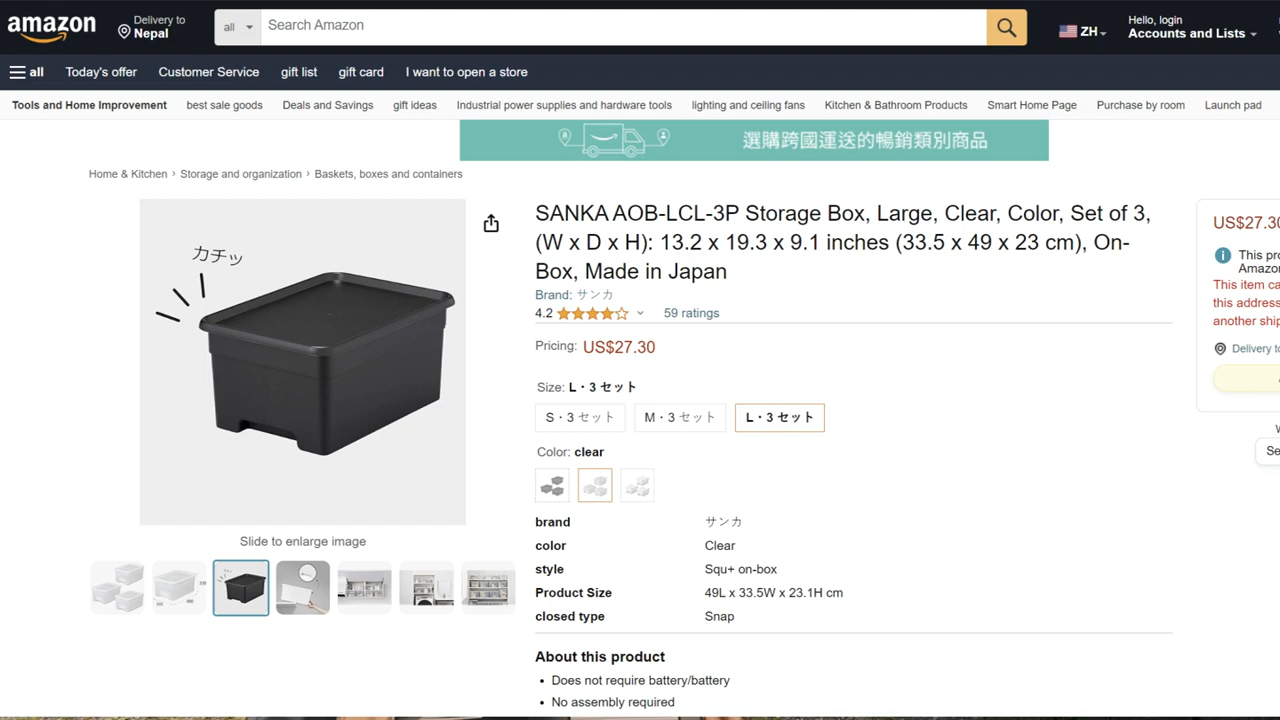 amazon
Delivery to
Nepal
all
Search Amazon
ZH
Hello, login
Accounts and Lists
all
Today's offer
Customer Service
gift list
gift card
I want to open a store
Tools and Home Improvement
best sale goods
Deals and Savings
gift ideas
Industrial power supplies and hardware tools
lighting and ceiling fans
Kitchen & Bathroom Products
Smart Home Page
Purchase by room
Launch pad
選購跨國運送的暢銷類別商品
Home & Kitchen › Storage and organization › Baskets, boxes and containers
カチッ
Slide to enlarge image
SANKA AOB-LCL-3P Storage Box, Large, Clear, Color, Set of 3,
(W x D x H): 13.2 x 19.3 x 9.1 inches (33.5 x 49 x 23 cm), On-
Box, Made in Japan
Brand: サンカ
4.2
59 ratings
Pricing: US$27.30
Size: L・3 セット
S・3 セット
M・3 セット
L・3 セット
Color: clear
brand サンカ
color Clear
style Squ+ on-box
Product Size 49L x 33.5W x 23.1H cm
closed type Snap
About this product
• Does not require battery/battery
• No assembly required
US$27.30
This
Amazon
This item
this address
another
Delivery